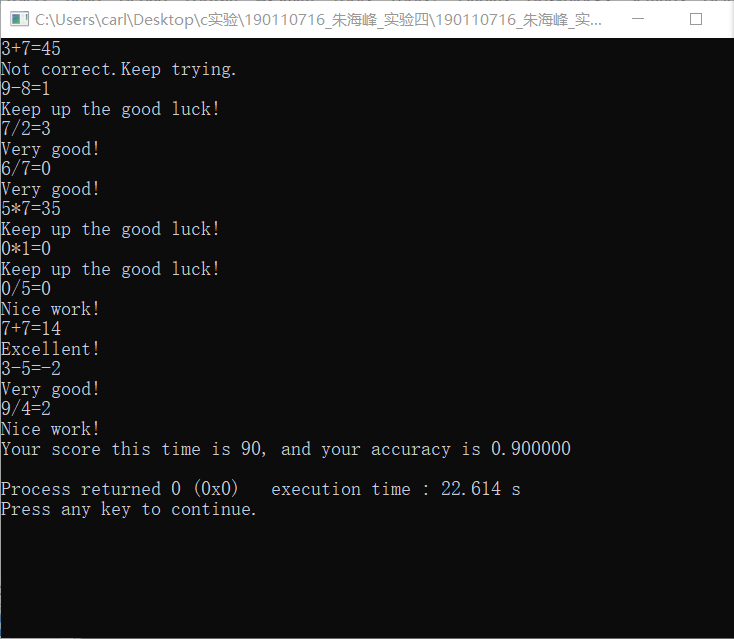 C:\Users\carl\Desktop\c实验\190110716_朱海峰_实验四\190110716_朱海峰_实...
3+7=45
Not correct.Keep trying.
9-8=1
Keep up the good luck!
7/2=3
Very good!
6/7=0
Very good!
5*7=35
Keep up the good luck!
0*1=0
Keep up the good luck!
0/5=0
Nice work!
7+7=14
Excellent!
3-5=-2
Very good!
9/4=2
Nice work!
Your score this time is 90, and your accuracy is 0.900000
Process returned 0 (0x0)   execution time : 22.614 s
Press any key to continue.